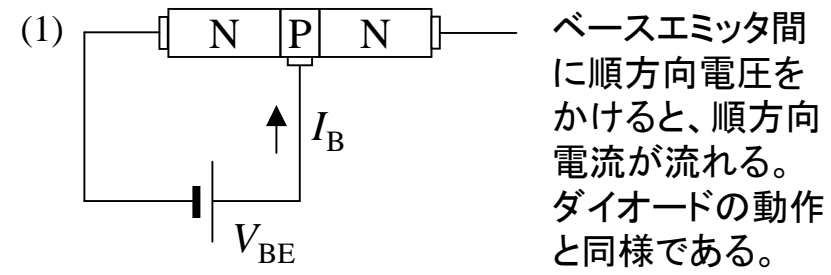 (1)
N P N
I_B
V_BE
ベースエミッタ間
に順方向電圧を
かけると、順方向
電流が流れる。
ダイオードの動作
と同様である。